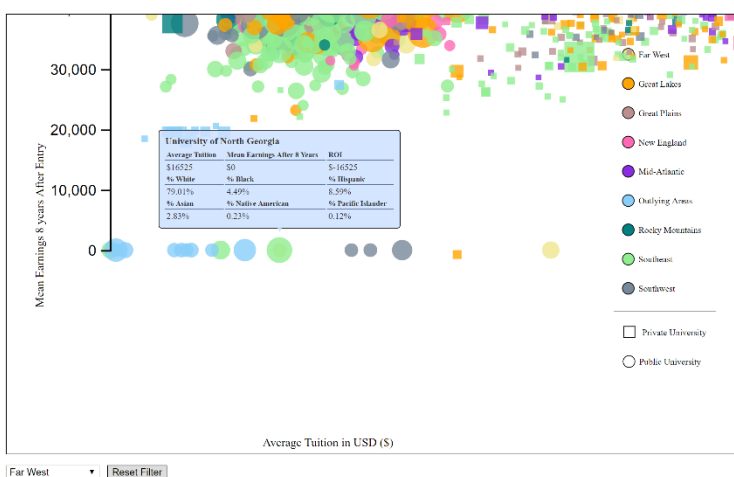 30,000
20,000
10,000
0
Mean Earnings 8 years After Entry
University of North Georgia
Average Tuition Mean Earnings After 8 Years ROI
$16525 $0 $-16525
% White % Black % Hispanic
79.01% 4.49% 8.59%
% Asian % Native American % Pacific Islander
2.83% 0.23% 0.12%
Far West
Great Lakes
Great Plains
New England
Mid-Atlantic
Outlying Areas
Rocky Mountains
Southeast
Southwest
Private University
Public University
Average Tuition in USD ($)
Far West Reset Filter